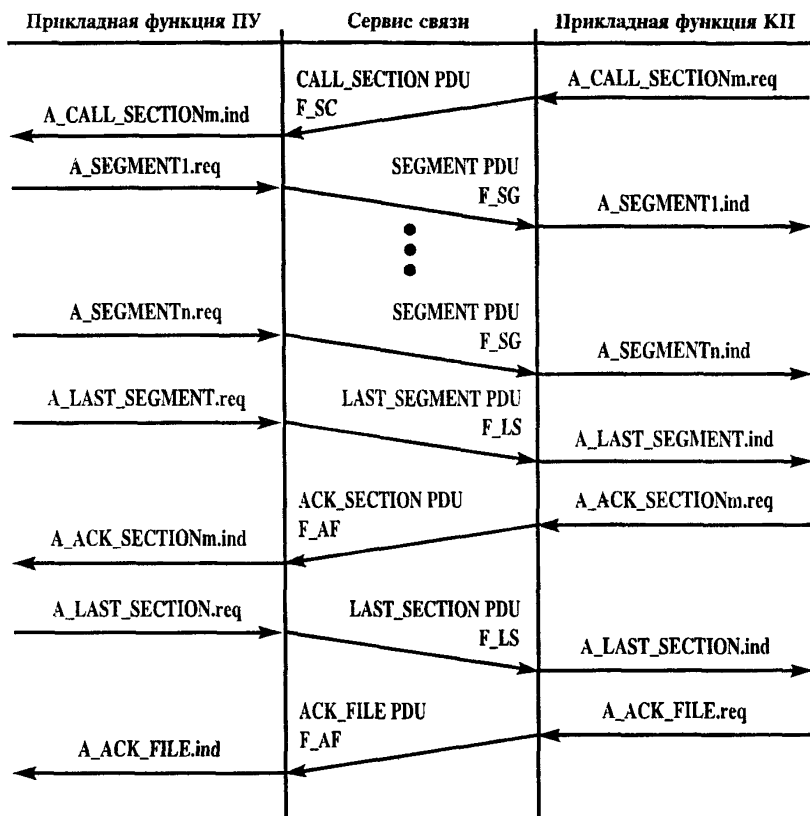 Прикладная функция ПУ
Сервис связи
Прикладная функция КП
CALL_SECTION PDU
F_SC
A_CALL_SECTIONm.req
A_CALL_SECTIONm.ind
A_SEGMENT1.req
SEGMENT PDU
F_SG
A_SEGMENT1.ind
A_SEGMENTn.req
SEGMENT PDU
F_SG
A_SEGMENTn.ind
A_LAST_SEGMENT.req
LAST_SEGMENT PDU
F_LS
A_LAST_SEGMENT.ind
ACK_SECTION PDU
F_AF
A_ACK_SECTIONm.req
A_ACK_SECTIONm.ind
A_LAST_SECTION.req
LAST_SECTION PDU
F_LS
A_LAST_SECTION.ind
ACK_FILE PDU
F_AF
A_ACK_FILE.req
A_ACK_FILE.ind